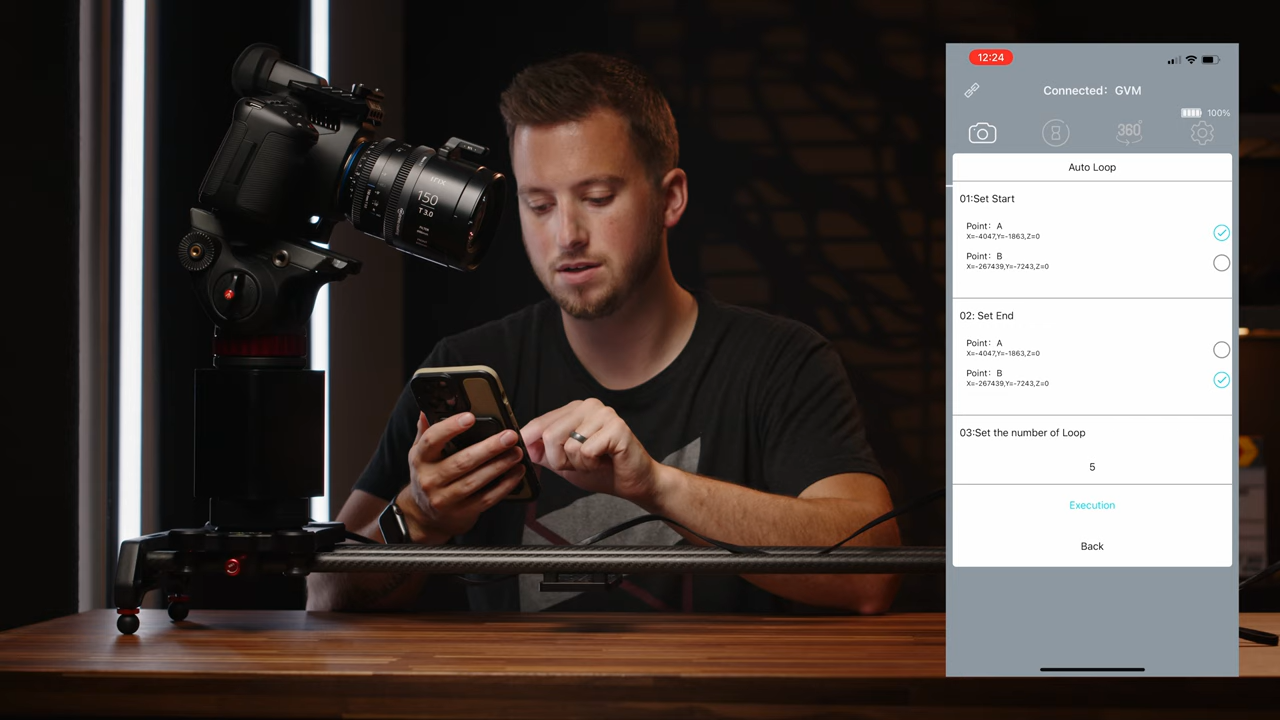 12:24
Connected: GVM
100%
360°
Auto Loop
01:Set Start
Point: A
X=-4047,Y=-1863,Z=0
Point: B
X=-267439,Y=-7243,Z=0
02: Set End
Point: A
X=-4047,Y=-1863,Z=0
Point: B
X=-267439,Y=-7243,Z=0
03:Set the number of Loop
5
Execution
Back
irix
150
T 3.0